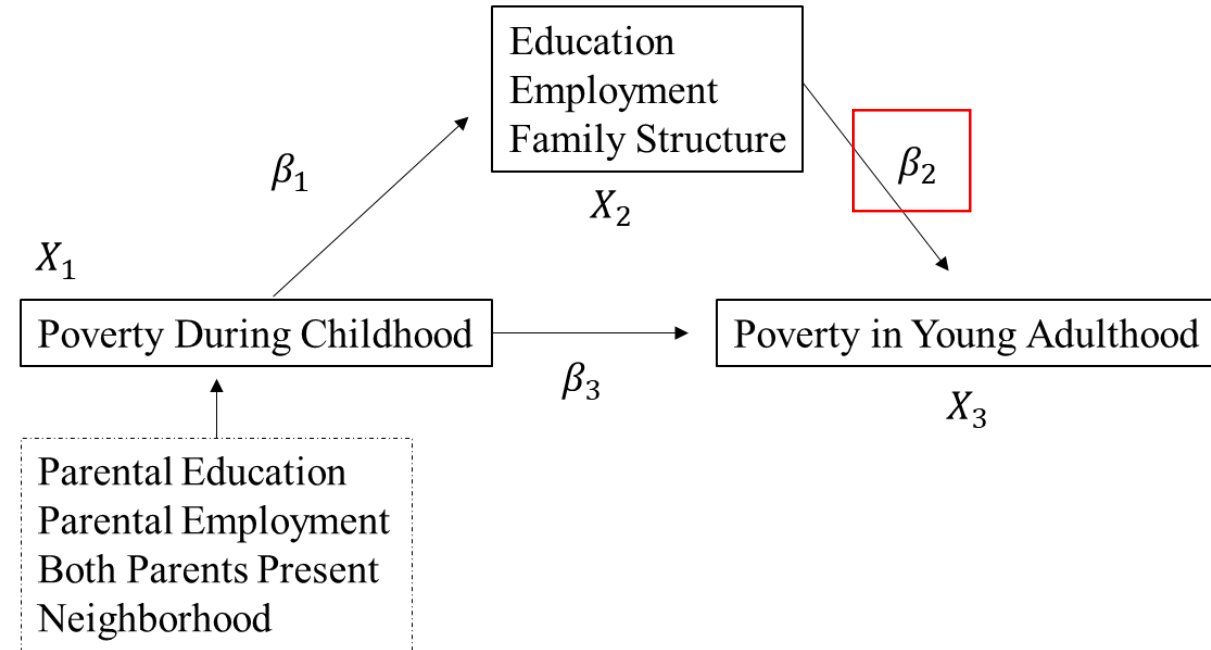 Education
Employment
Family Structure
β₂
β₁
X₂
X₁
Poverty During Childhood
Poverty in Young Adulthood
β₃
X₃
Parental Education
Parental Employment
Both Parents Present
Neighborhood